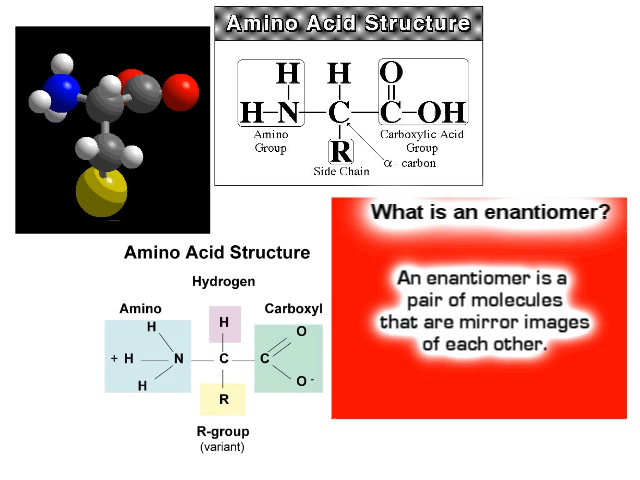 Amino Acid Structure
H H O
H-N-C-C-OH
Amino
Group
Carboxylic Acid
Group
R
α - carbon
Side Chain
What is an enantiomer?
An enantiomer is a
pair of molecules
that are mirror images
of each other.
Amino Acid Structure
Hydrogen
Amino
Carboxyl
H
H
O
+ H N C C
H
O -
R
R-group
(variant)